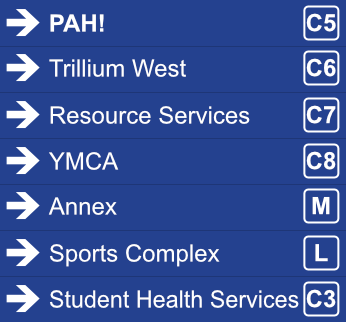 PAH! C5
Trillium West C6
Resource Services C7
YMCA C8
Annex M
Sports Complex L
Student Health Services C3